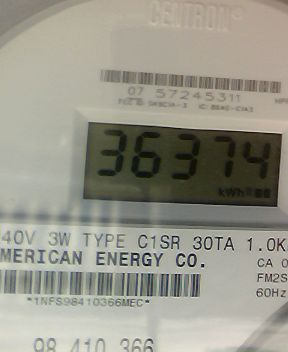 CENTRON®
07 57245311
36374
kWh
40V 3W TYPE C1SR 30TA 1.0K
MERICAN ENERGY CO.
CA 0
FM2S
60Hz
*1NFS98410366MEC*
98 410 366